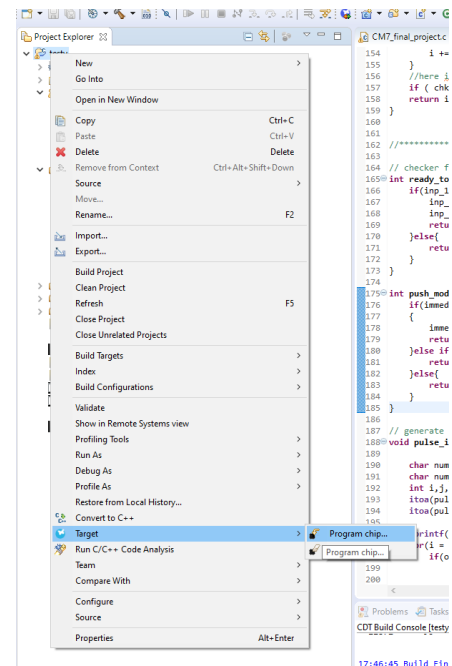 Project Explorer
CM7_final_project.c
testy
New
Go Into
Open in New Window
Copy Ctrl+C
Paste Ctrl+V
Delete Delete
Remove from Context Ctrl+Alt+Shift+Down
Source
Move...
Rename... F2
Import...
Export...
Build Project
Clean Project
Refresh F5
Close Project
Close Unrelated Projects
Build Targets
Index
Build Configurations
Validate
Show in Remote Systems view
Profiling Tools
Run As
Debug As
Profile As
Restore from Local History...
Convert to C++
Target
Run C/C++ Code Analysis
Team
Compare With
Configure
Source
Properties Alt+Enter
Program chip...
Program chip...
154 i +=
155 }
156 //here i
157 if ( chk
158 return i
159 }
160
161
162 //**********
163
164 // checker f
165 int ready_to
166 if(inp_1
167 inp_
168 inp_
169 retu
170 }else{
171 retu
172 }
173 }
174
175 int push_mod
176 if(immed
177 {
178 imme
179 retu
180 }else if
181 retu
182 }else{
183 retu
184 }
185 }
186
187 // generate
188 void pulse_i
189
190 char num
191 char num
192 int i,j,
193 itoa(pul
194 itoa(pul
195
printf(
or(i =
if(o
199
200
Problems Tasks
CDT Build Console [testy
17:46:45 Build Fin